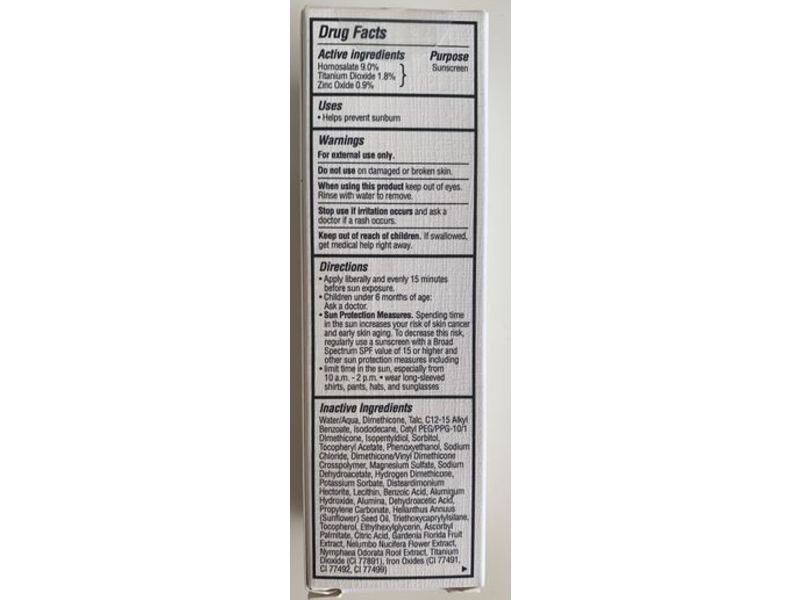 Drug Facts
Active ingredients Purpose
Homosalate 9.0% Sunscreen
Titanium Dioxide 1.8%
Zinc Oxide 0.9%
Uses
• Helps prevent sunburn
Warnings
For external use only.
Do not use on damaged or broken skin.
When using this product keep out of eyes.
Rinse with water to remove.
Stop use if irritation occurs and ask a
doctor if a rash occurs.
Keep out of reach of children. If swallowed,
get medical help right away.
Directions
• Apply liberally and evenly 15 minutes
before sun exposure.
• Children under 6 months of age:
Ask a doctor.
• Sun Protection Measures. Spending time
in the sun increases your risk of skin cancer
and early skin aging. To decrease this risk,
regularly use a sunscreen with a Broad
Spectrum SPF value of 15 or higher and
other sun protection measures including
• limit time in the sun, especially from
10 a.m. - 2 p.m. • wear long-sleeved
shirts, pants, hats, and sunglasses
Inactive Ingredients
Water/Aqua, Dimethicone, Talc, C12-15 Alkyl
Benzoate, Isododecane, Cetyl PEG/PPG-10/1
Dimethicone, Isopentyldiol, Sorbitol,
Tocopheryl Acetate, Phenoxyethanol, Sodium
Chloride, Dimethicone/Vinyl Dimethicone
Crosspolymer, Magnesium Sulfate, Sodium
Dehydroacetate, Hydrogen Dimethicone,
Potassium Sorbate, Disteardimonium
Hectorite, Lecithin, Benzoic Acid, Aluminum
Hydroxide, Alumina, Dehydroacetic Acid,
Propylene Carbonate, Helianthus Annuus
(Sunflower) Seed Oil, Triethoxycaprylylsilane,
Tocopherol, Ethylhexylglycerin, Ascorbyl
Palmitate, Citric Acid, Gardenia Florida Fruit
Extract, Nelumbo Nucifera Flower Extract,
Nymphaea Odorata Root Extract, Titanium
Dioxide (CI 77891), Iron Oxides (CI 77491,
CI 77492, CI 77499)